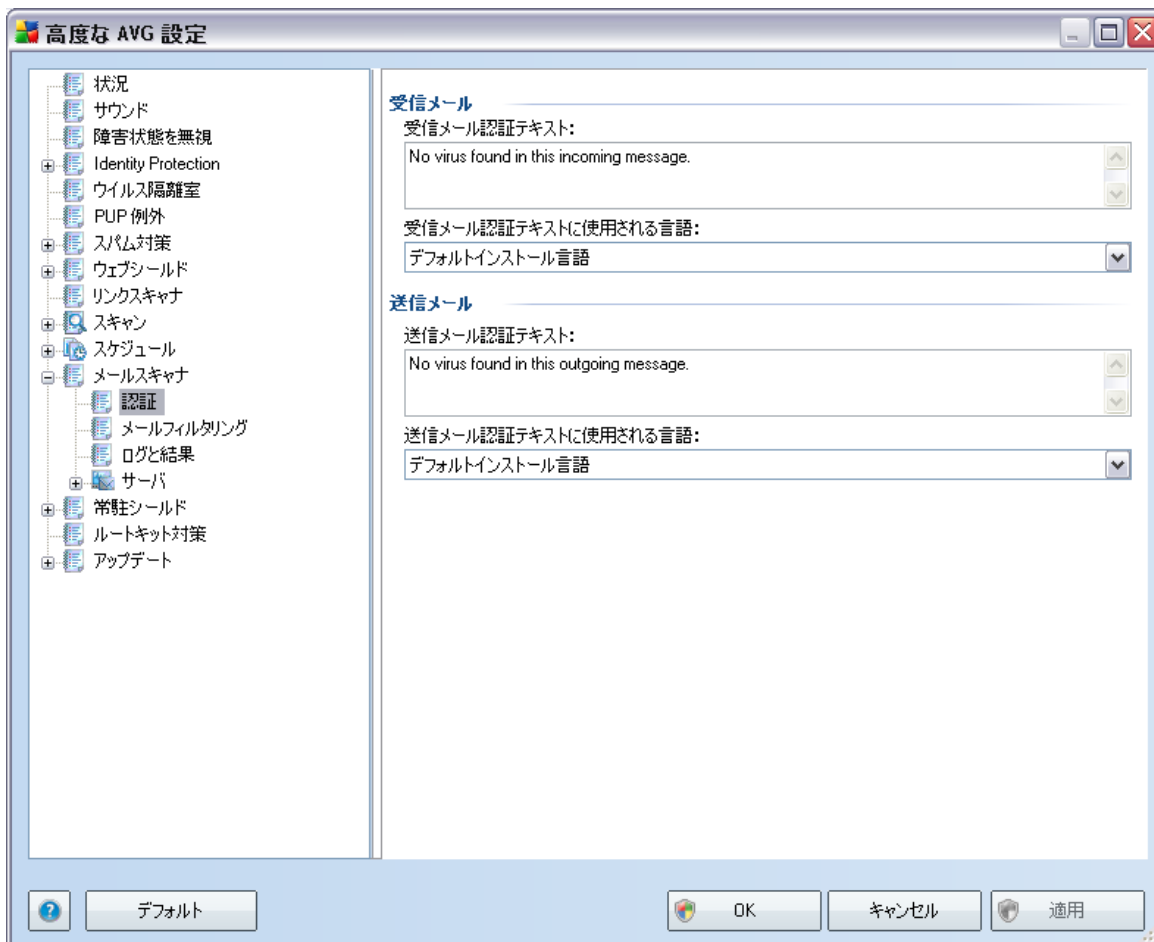 高度な AVG 設定
状況
サウンド
障害状態を無視
Identity Protection
ウイルス隔離室
PUP 例外
スパム対策
ウェブシールド
リンクスキャナ
スキャン
スケジュール
メールスキャナ
認証
メールフィルタリング
ログと結果
サーバ
常駐シールド
ルートキット対策
アップデート
受信メール
受信メール認証テキスト:
No virus found in this incoming message.
受信メール認証テキストに使用される言語:
デフォルトインストール言語
送信メール
送信メール認証テキスト:
No virus found in this outgoing message.
送信メール認証テキストに使用される言語:
デフォルトインストール言語
デフォルト
OK
キャンセル
適用